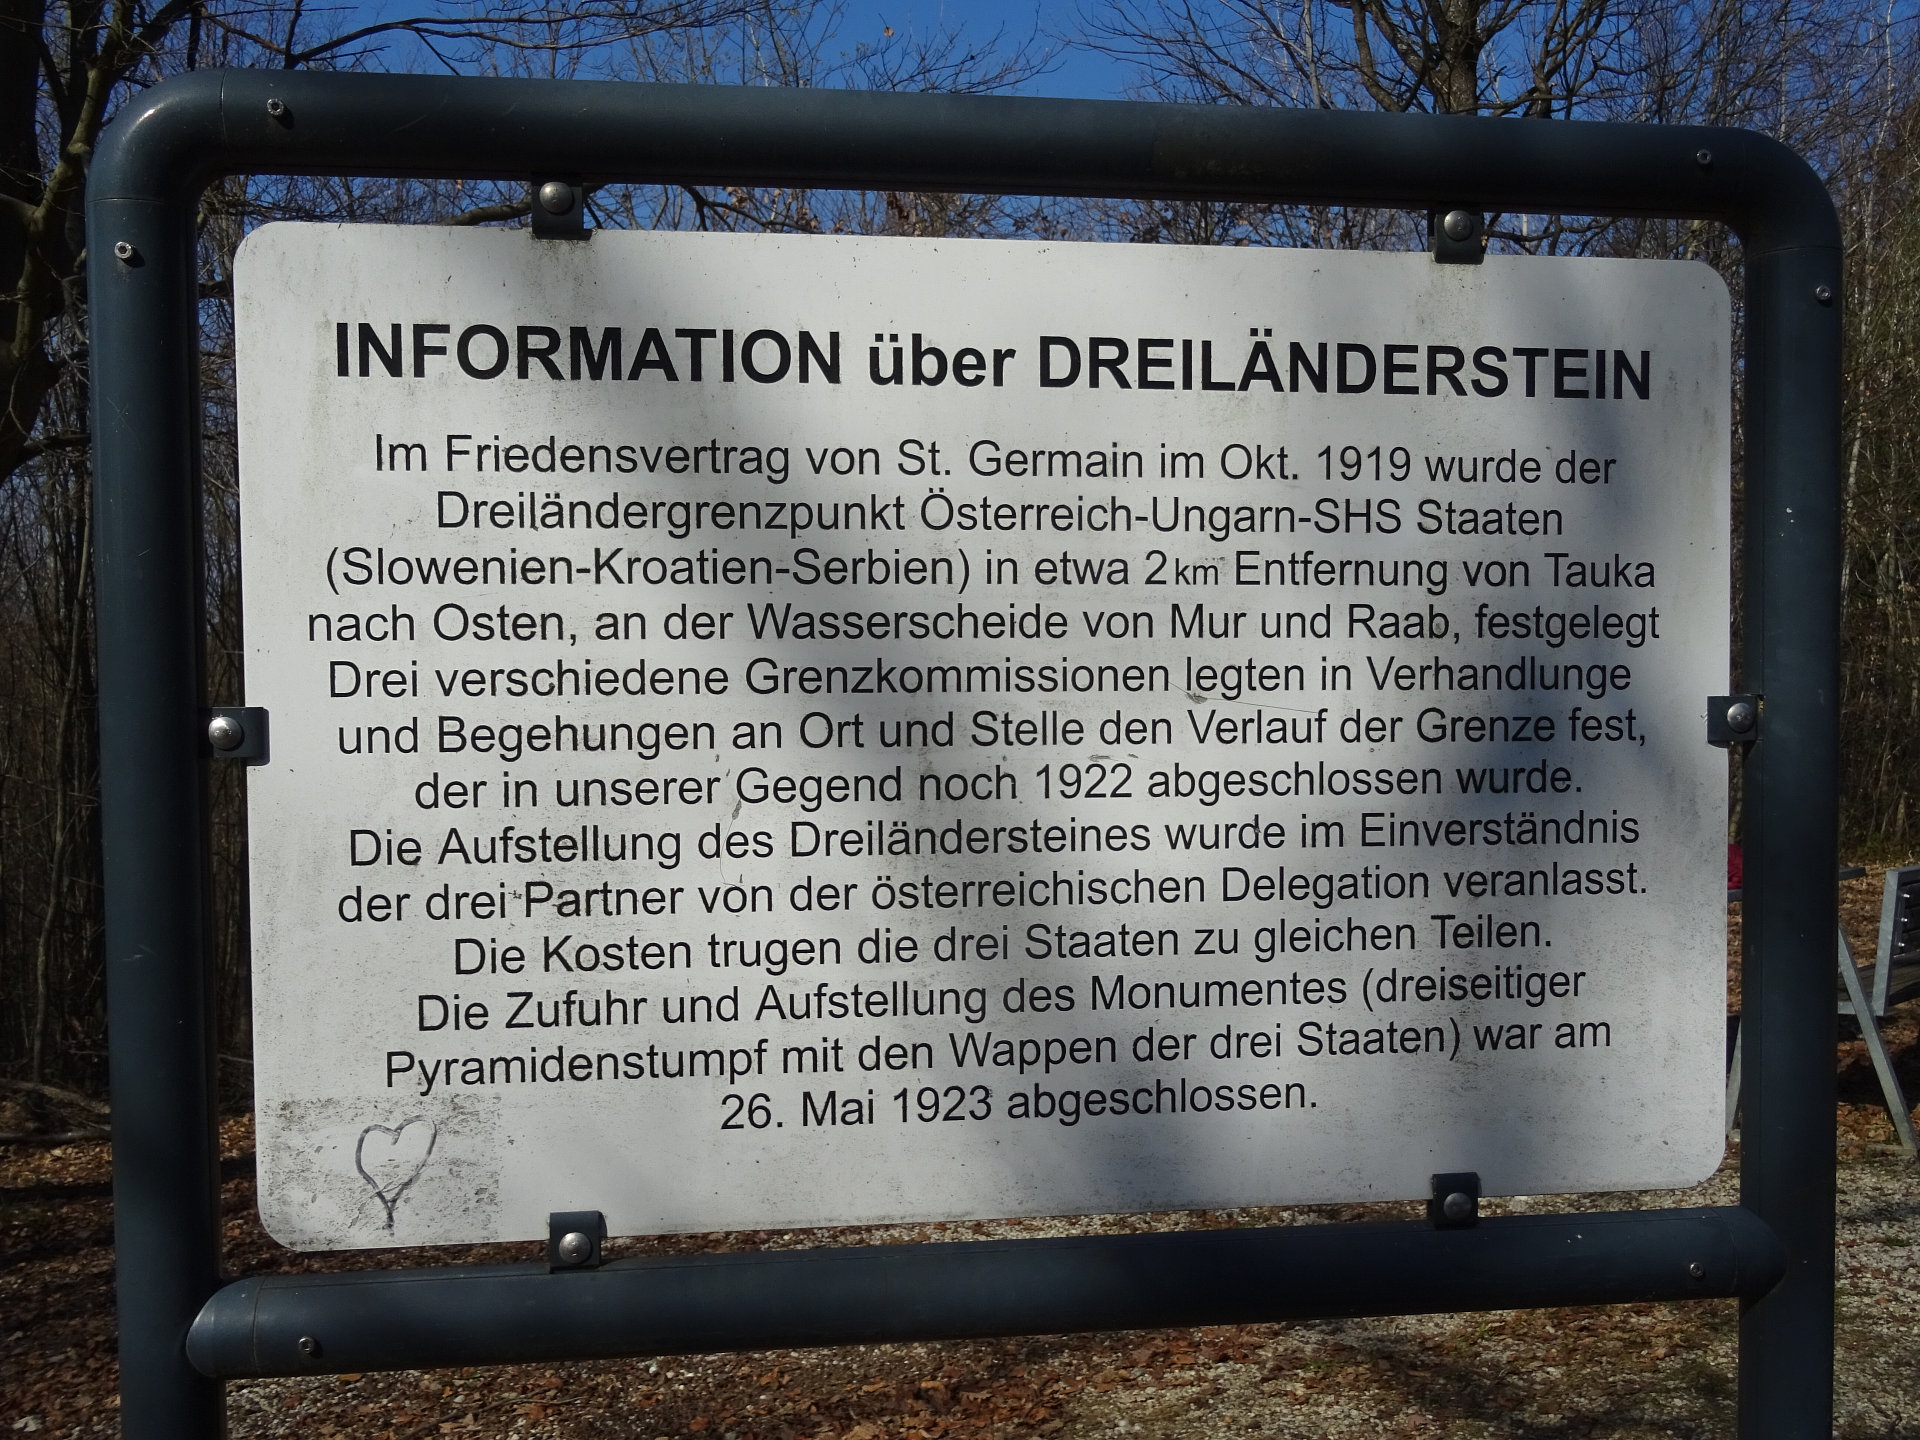 INFORMATION über DREILÄNDERSTEIN
Im Friedensvertrag von St. Germain im Okt. 1919 wurde der
Dreiländergrenzpunkt Österreich-Ungarn-SHS Staaten
(Slowenien-Kroatien-Serbien) in etwa 2 km Entfernung von Tauka
nach Osten, an der Wasserscheide von Mur und Raab, festgelegt
Drei verschiedene Grenzkommissionen legten in Verhandlunge
und Begehungen an Ort und Stelle den Verlauf der Grenze fest,
der in unserer Gegend noch 1922 abgeschlossen wurde.
Die Aufstellung des Dreiländersteines wurde im Einverständnis
der drei Partner von der österreichischen Delegation veranlasst.
Die Kosten trugen die drei Staaten zu gleichen Teilen.
Die Zufuhr und Aufstellung des Monumentes (dreiseitiger
Pyramidenstumpf mit den Wappen der drei Staaten) war am
26. Mai 1923 abgeschlossen.